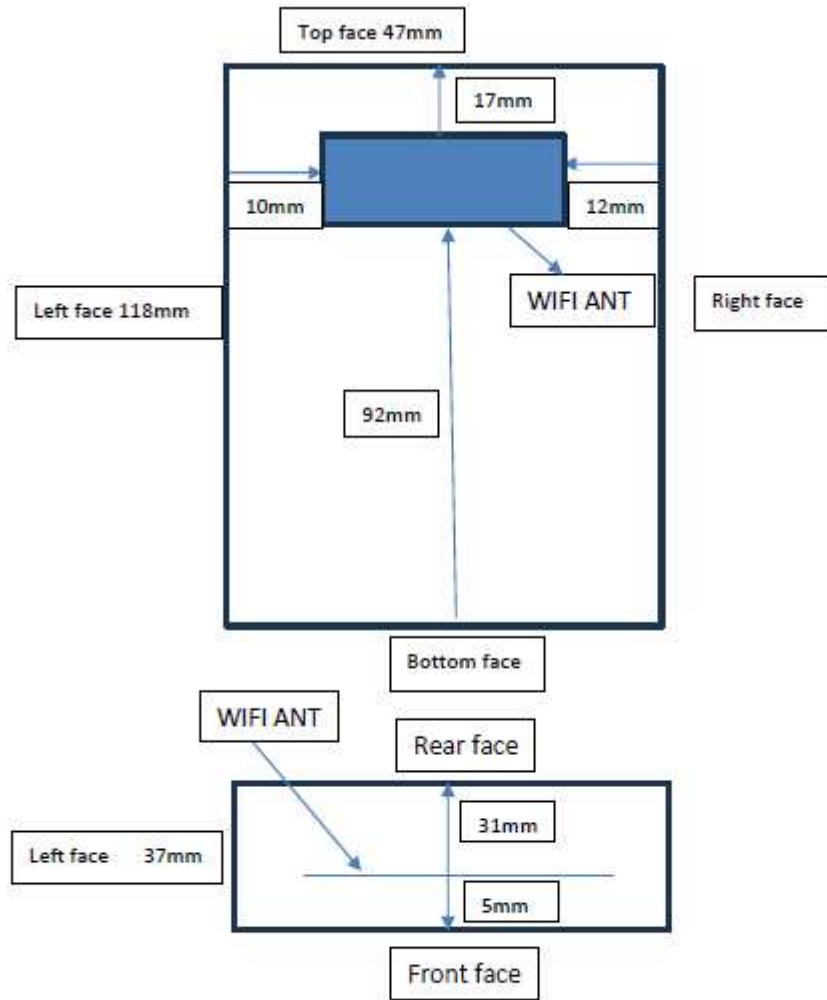 Top face 47mm
17mm
10mm
12mm
WIFI ANT
Left face 118mm
Right face
92mm
Bottom face
WIFI ANT
Rear face
31mm
Left face 37mm
5mm
Front face